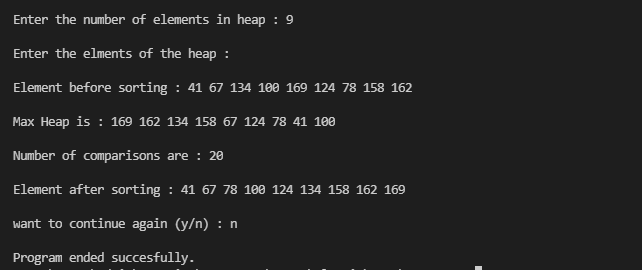 Enter the number of elements in heap : 9
Enter the elments of the heap :
Element before sorting : 41 67 134 100 169 124 78 158 162
Max Heap is : 169 162 134 158 67 124 78 41 100
Number of comparisons are : 20
Element after sorting : 41 67 78 100 124 134 158 162 169
want to continue again (y/n) : n
Program ended succesfully.